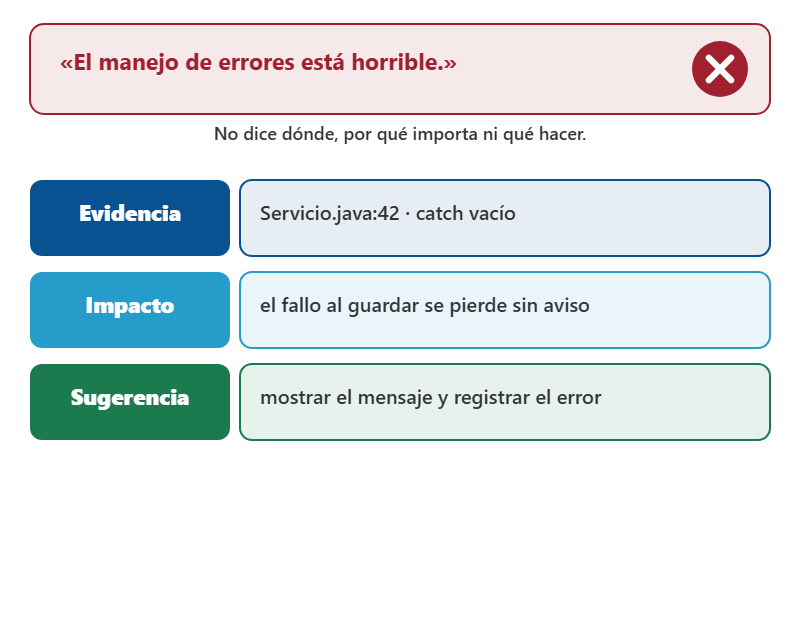 «El manejo de errores está horrible.»
No dice dónde, por qué importa ni qué hacer.
Evidencia
Servicio.java:42 · catch vacío
Impacto
el fallo al guardar se pierde sin aviso
Sugerencia
mostrar el mensaje y registrar el error